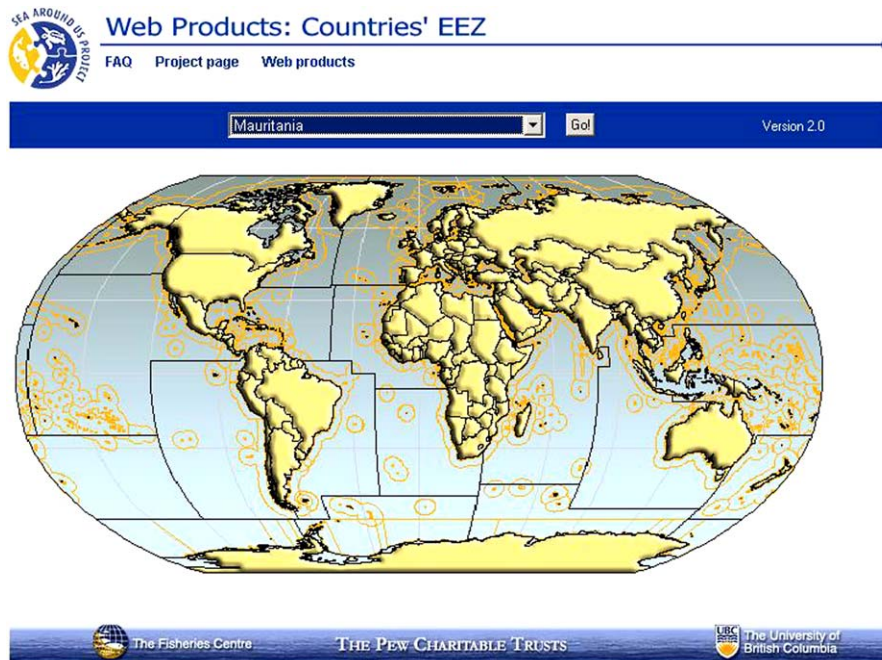 SEA AROUND US PROJECT
Web Products: Countries' EEZ
FAQ Project page Web products
Mauritania Go! Version 2.0
The Fisheries Centre THE PEW CHARITABLE TRUSTS UBC The University of
British Columbia